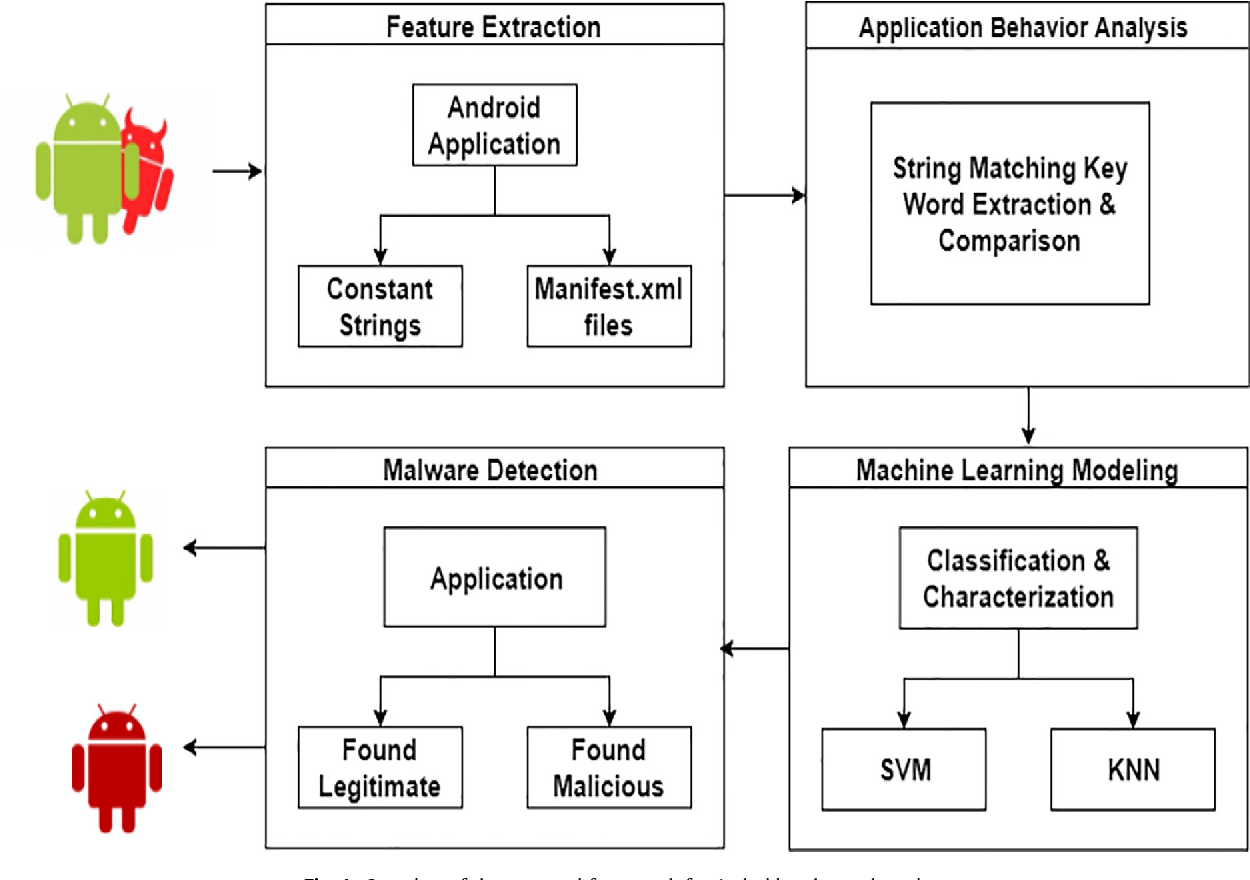 Feature Extraction
Android
Application
Constant
Strings
Manifest.xml
files
Application Behavior Analysis
String Matching Key
Word Extraction &
Comparison
Machine Learning Modeling
Classification &
Characterization
SVM
KNN
Malware Detection
Application
Found
Legitimate
Found
Malicious